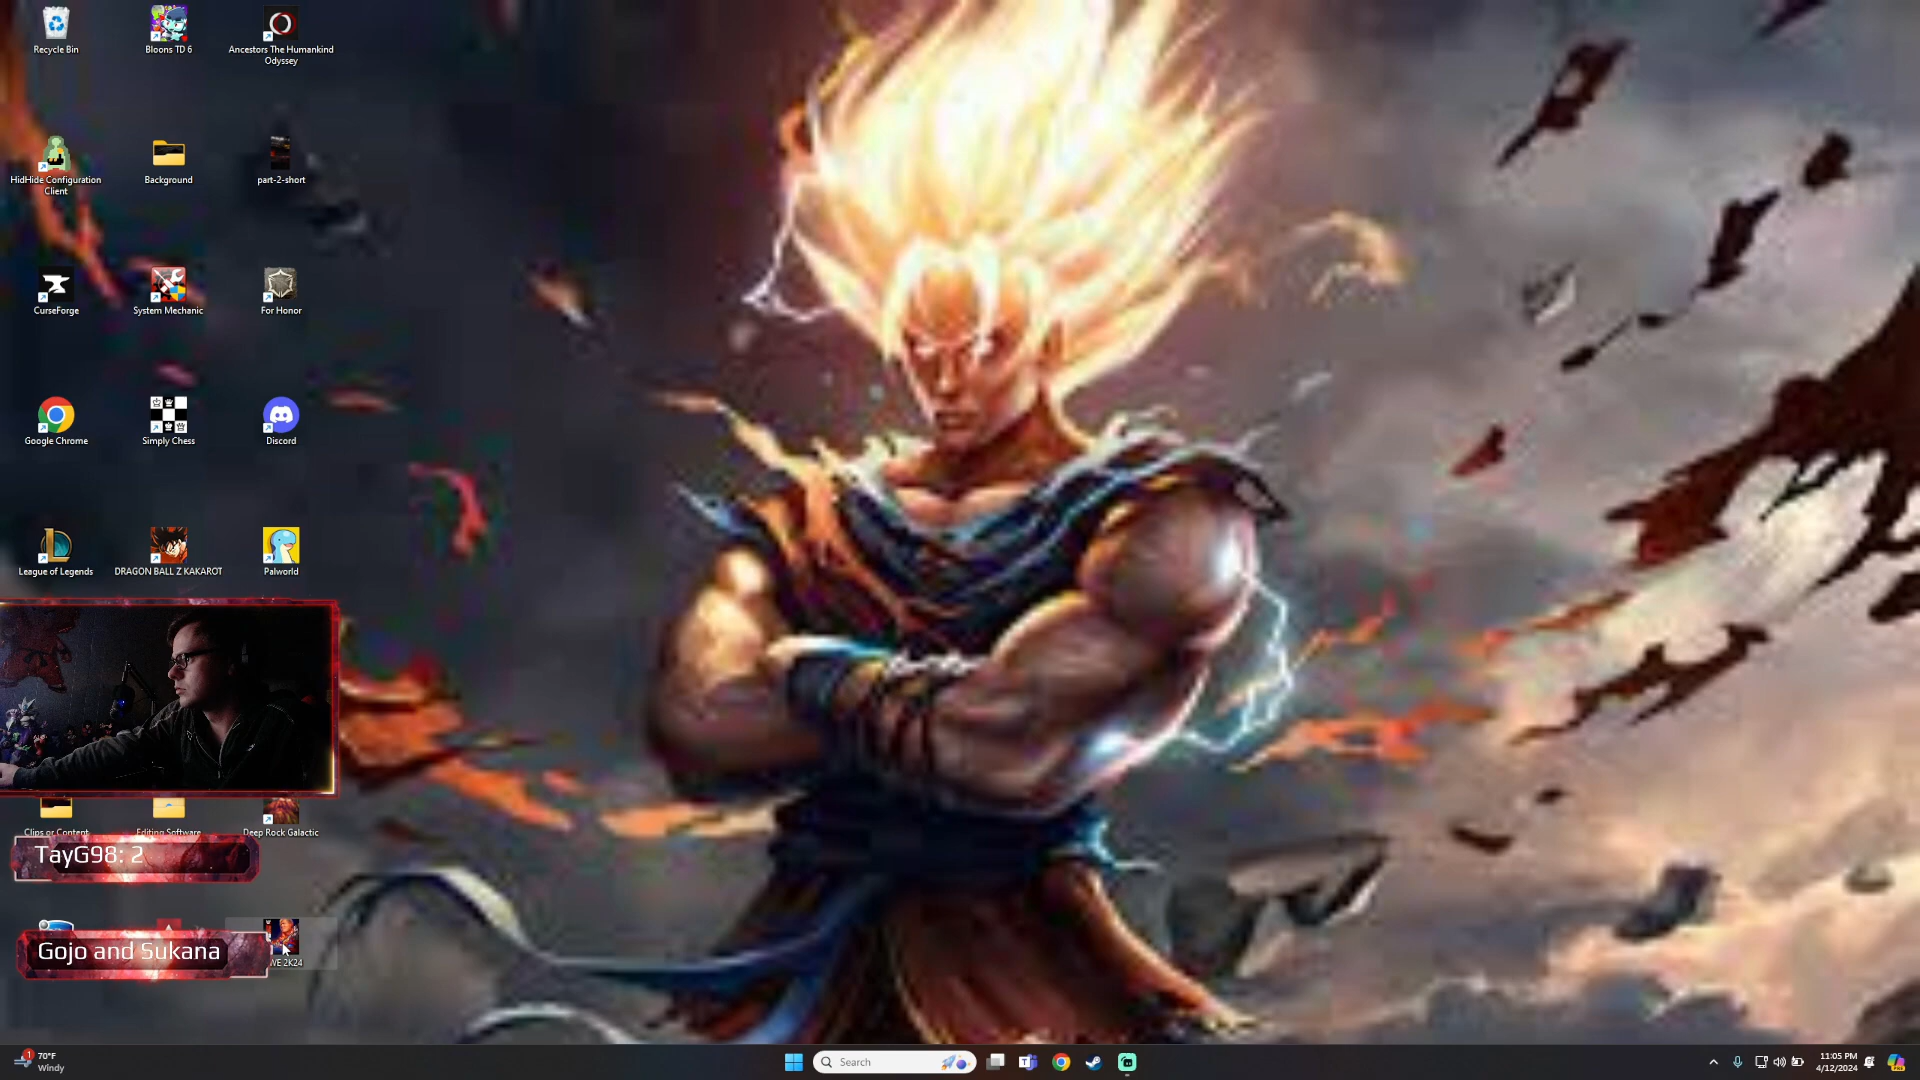 Recycle Bin
Bloons TD 6
Ancestors The Humankind
Odyssey
HidHide Configuration
Client
Background
part-2-short
CurseForge
System Mechanic
For Honor
Google Chrome
Simply Chess
Discord
League of Legends
DRAGON BALL Z KAKAROT
Palworld
Clips or Content
Editing Software
Deep Rock Galactic
TayG98: 2
Gojo and Sukana
WE 2K24
1
70°F
Windy
Search
11:05 PM
4/12/2024